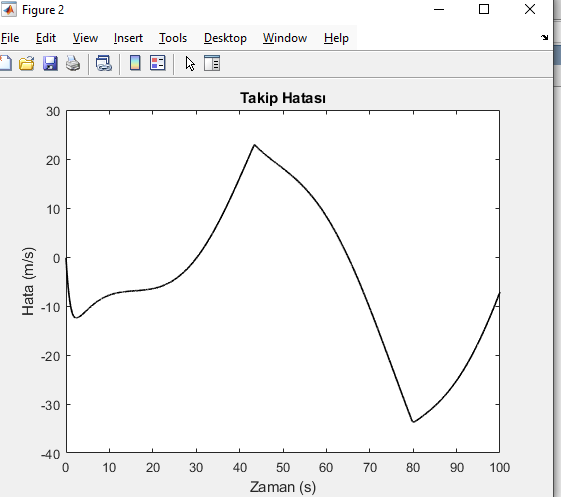 Figure 2
File Edit View Insert Tools Desktop Window Help
Takip Hatası
30
20
10
0
-10
-20
-30
-40
Hata (m/s)
0 10 20 30 40 50 60 70 80 90 100
Zaman (s)